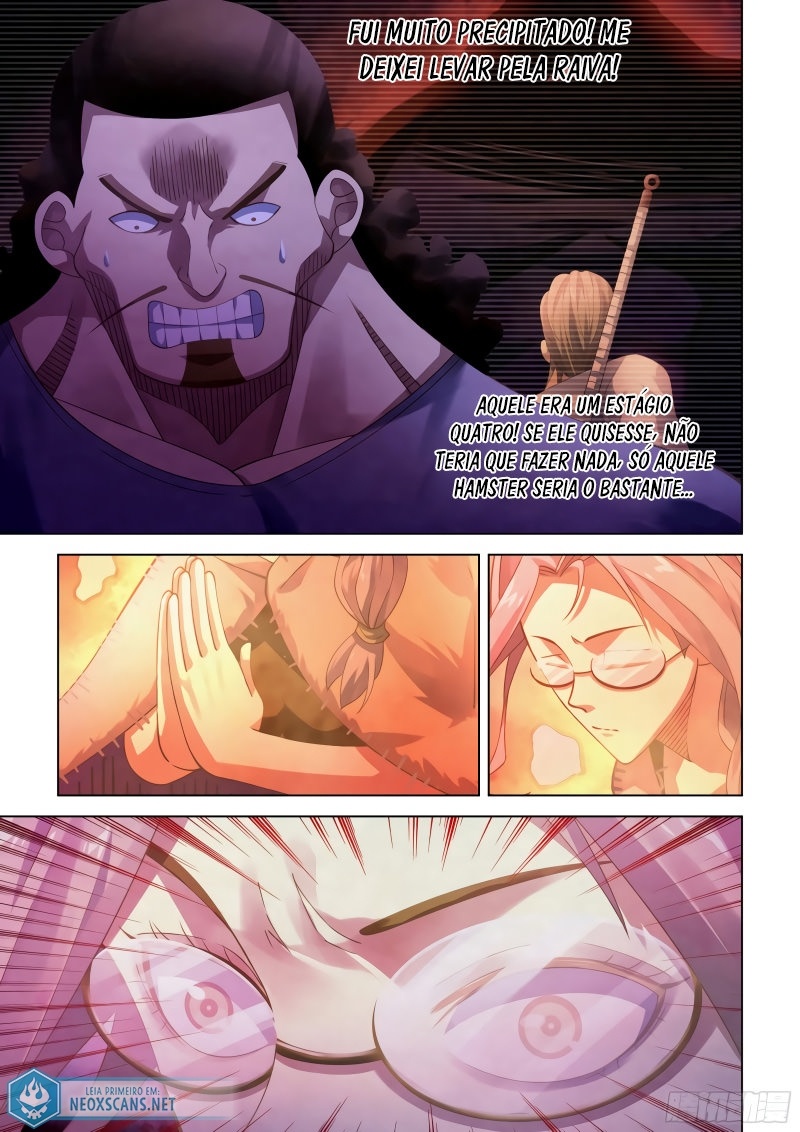 FUI MUITO PRECIPITADO! ME
DEIXEI LEVAR PELA RAIVA!
AQUELE ERA UM ESTÁGIO
QUATRO! SE ELE QUISESSE, NÃO
TERIA QUE FAZER NADA, SÓ AQUELE
HAMSTER SERIA O BASTANTE...
LEIA PRIMEIRO EM:
NEOXSCANS.NET